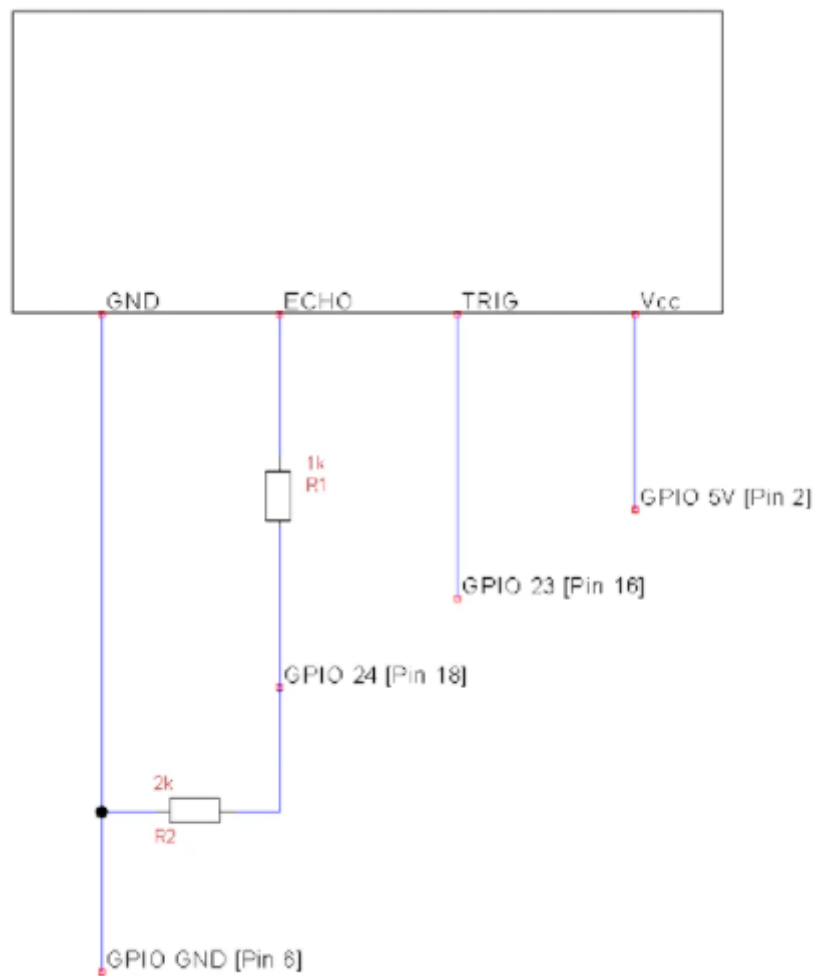 GND ECHO TRIG Vcc
1k
R1
GPIO 5V [Pin 2]
GPIO 23 [Pin 16]
GPIO 24 [Pin 18]
2k
R2
GPIO GND [Pin 6]